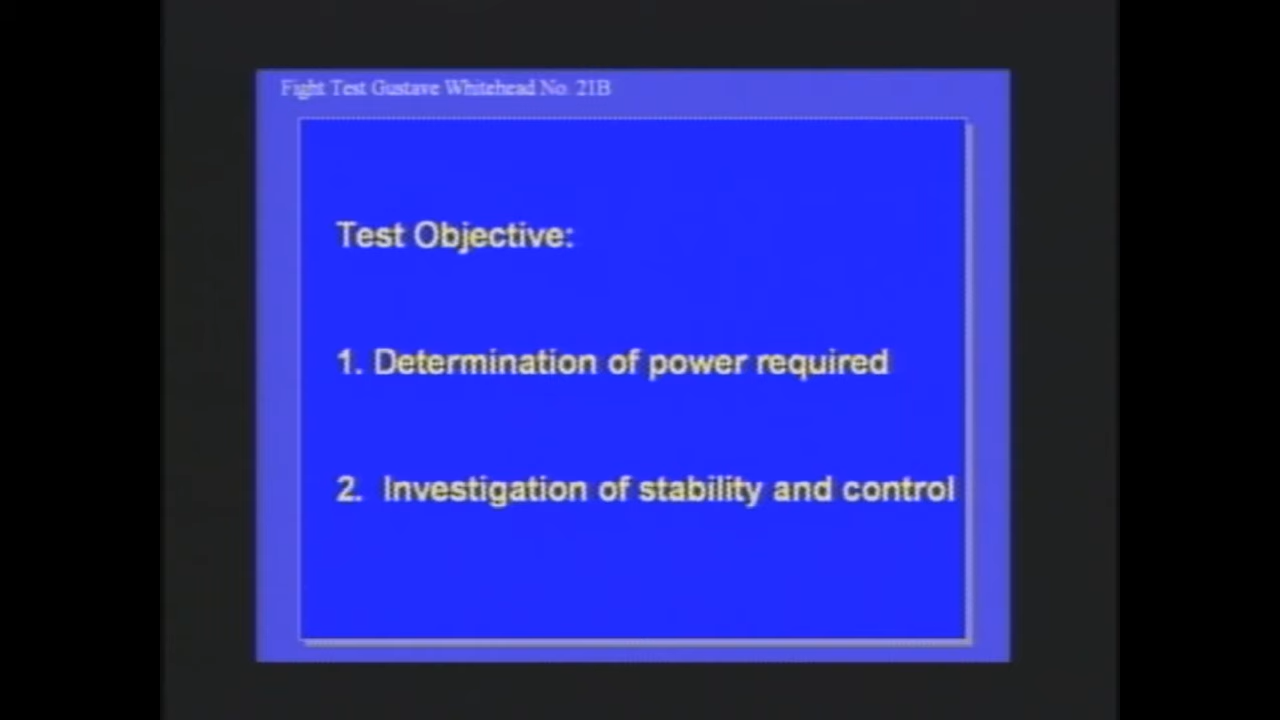 Fight Test Gustave Whitehead No. 21B
Test Objective:
1. Determination of power required
2. Investigation of stability and control